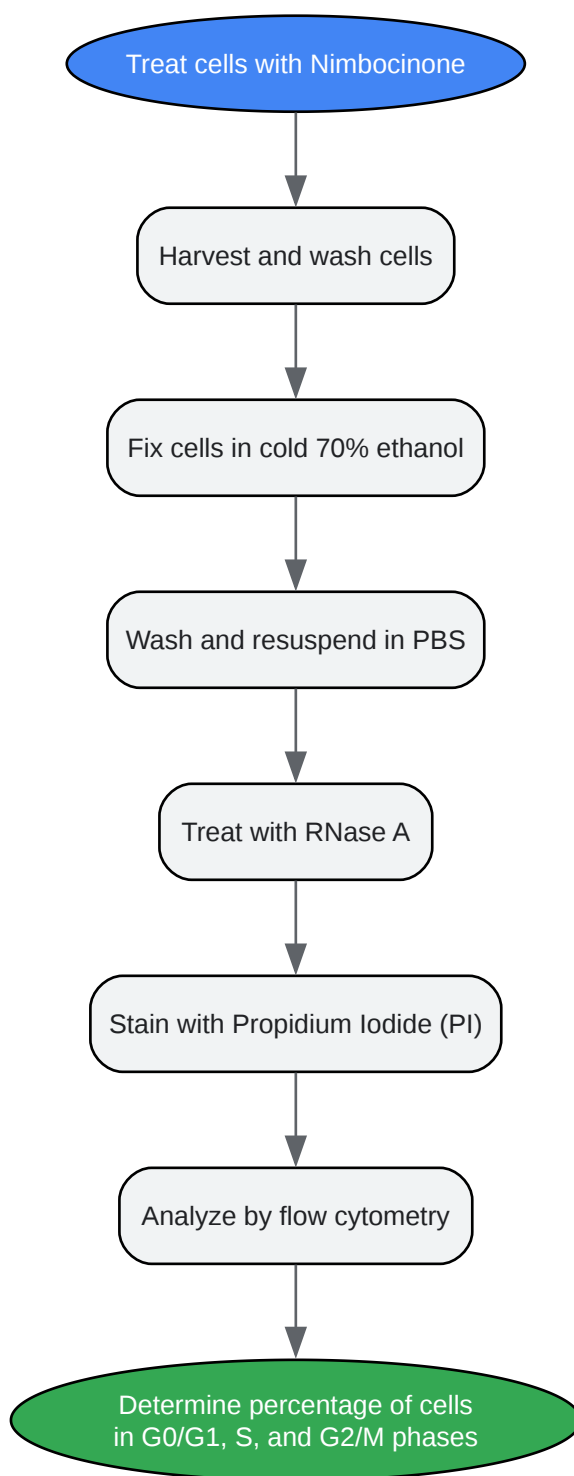 Treat cells with Nimbocinone
Harvest and wash cells
Fix cells in cold 70% ethanol
Wash and resuspend in PBS
Treat with RNase A
Stain with Propidium Iodide (PI)
Analyze by flow cytometry
Determine percentage of cells
in G0/G1, S, and G2/M phases